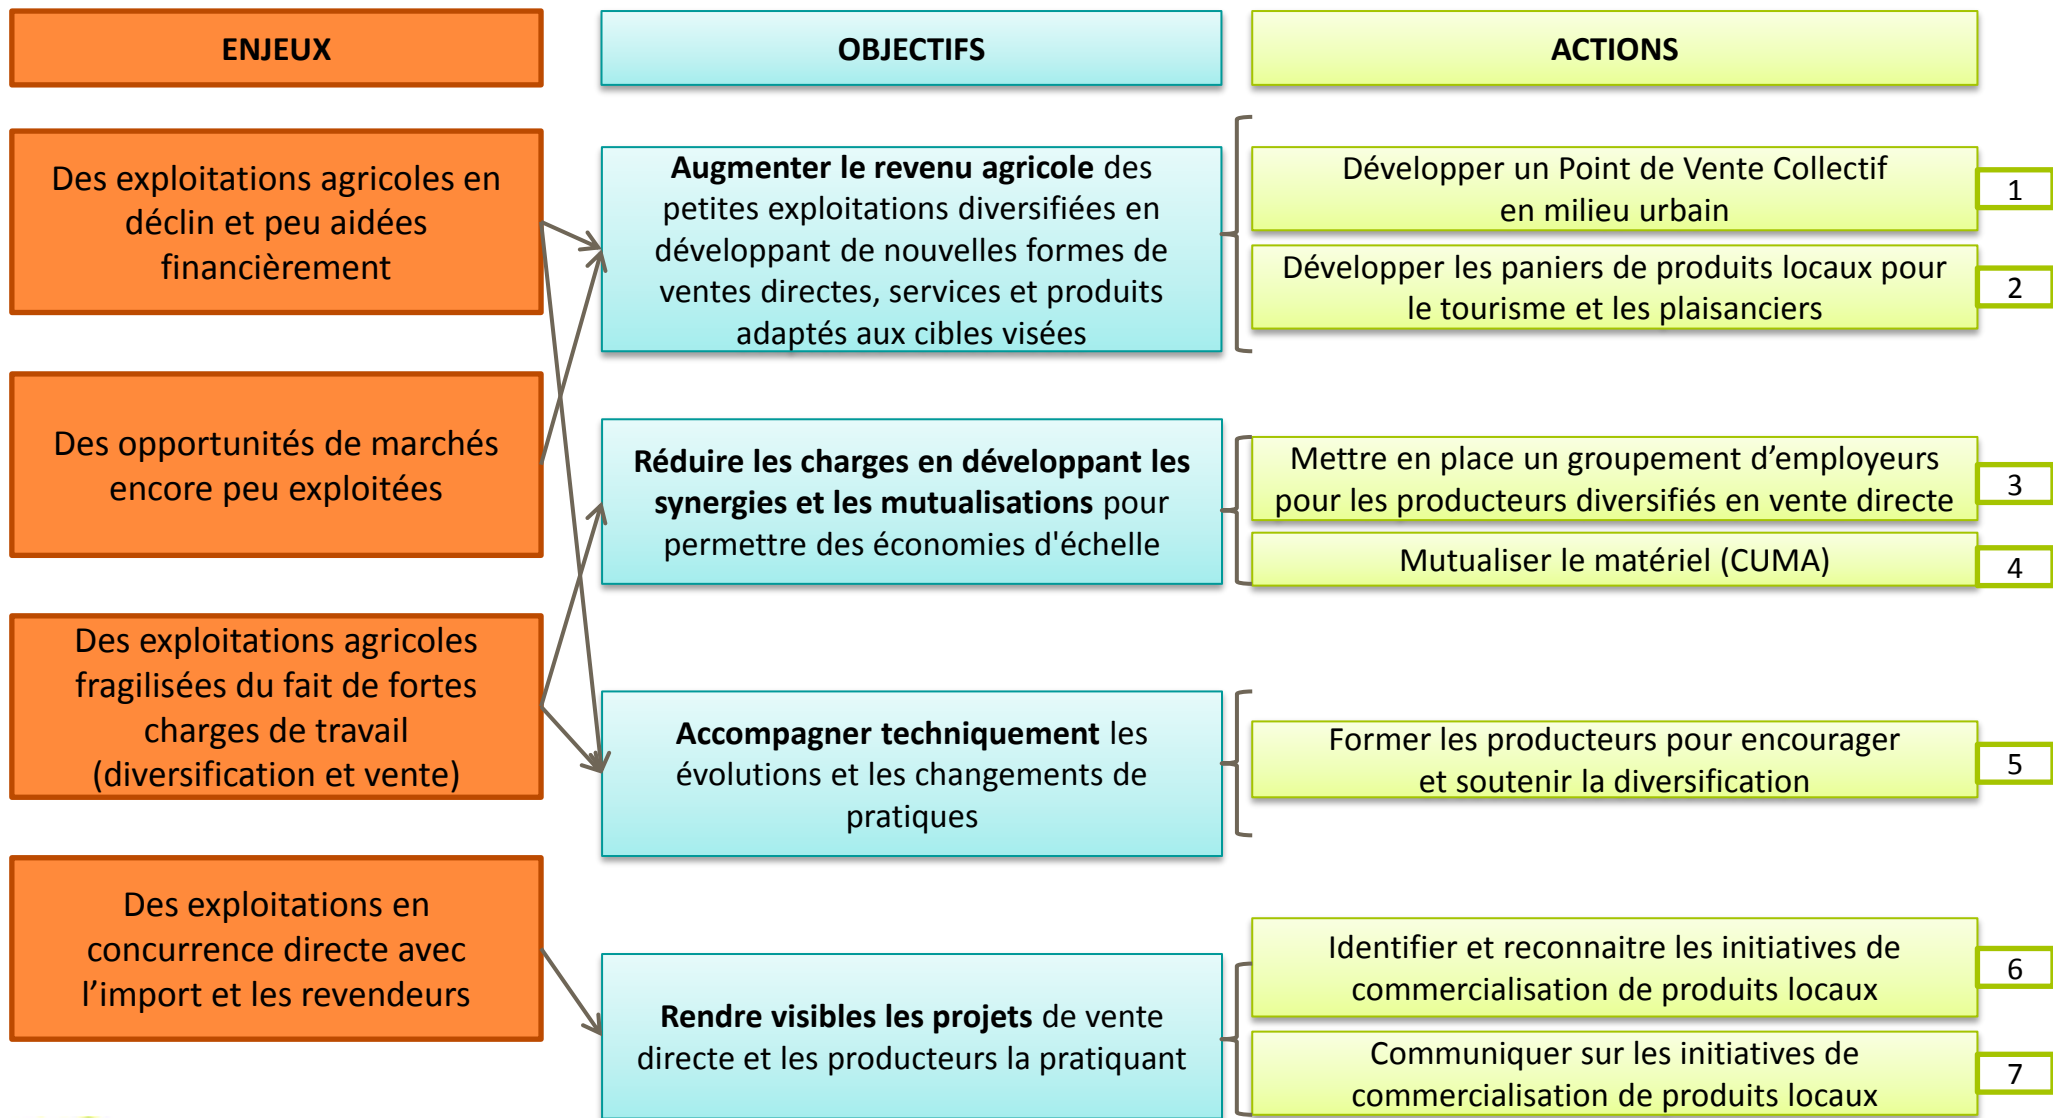 ENJEUX
OBJECTIFS
ACTIONS
Des exploitations agricoles en
déclin et peu aidées
financièrement
Des opportunités de marchés
encore peu exploitées
Des exploitations agricoles
fragilisées du fait de fortes
charges de travail
(diversification et vente)
Des exploitations en
concurrence directe avec
l’import et les revendeurs
Augmenter le revenu agricole des
petites exploitations diversifiées en
développant de nouvelles formes de
ventes directes, services et produits
adaptés aux cibles visées
Réduire les charges en développant les
synergies et les mutualisations pour
permettre des économies d'échelle
Accompagner techniquement les
évolutions et les changements de
pratiques
Rendre visibles les projets de vente
directe et les producteurs la pratiquant
Développer un Point de Vente Collectif
en milieu urbain
1
Développer les paniers de produits locaux pour
le tourisme et les plaisanciers
2
Mettre en place un groupement d’employeurs
pour les producteurs diversifiés en vente directe
3
Mutualiser le matériel (CUMA)
4
Former les producteurs pour encourager
et soutenir la diversification
5
Identifier et reconnaitre les initiatives de
commercialisation de produits locaux
6
Communiquer sur les initiatives de
commercialisation de produits locaux
7